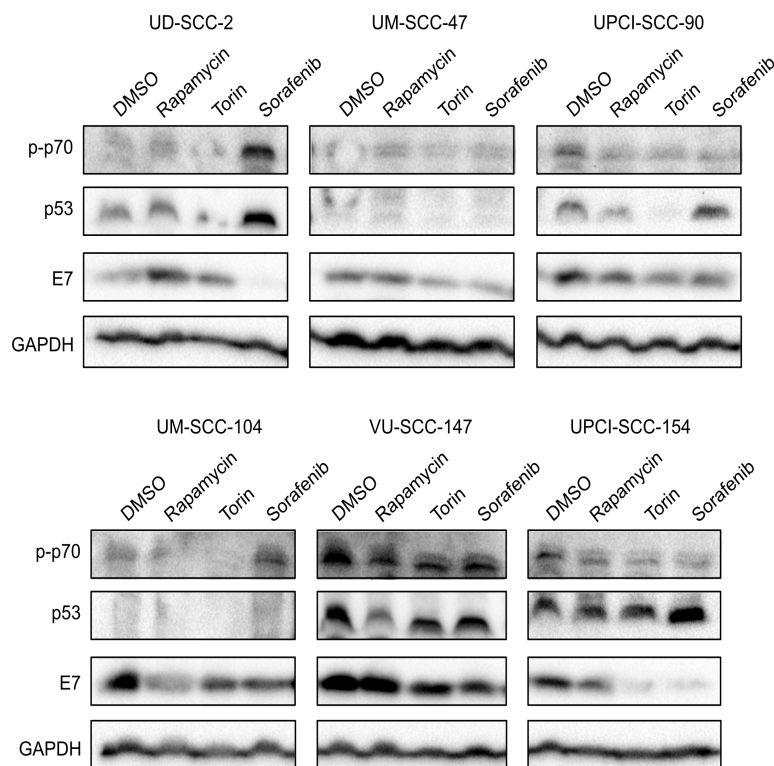 UD-SCC-2 UM-SCC-47 UPCI-SCC-90
DMSO Rapamycin Torin Sorafenib DMSO Rapamycin Torin Sorafenib DMSO Rapamycin Torin Sorafenib
p-p70
p53
E7
GAPDH
UM-SCC-104 VU-SCC-147 UPCI-SCC-154
DMSO Rapamycin Torin Sorafenib DMSO Rapamycin Torin Sorafenib DMSO Rapamycin Torin Sorafenib
p-p70
p53
E7
GAPDH